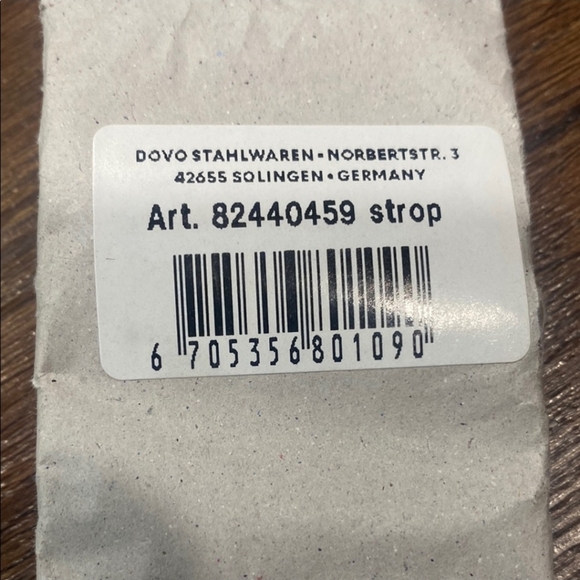 DOVO STAHLWAREN • NORBERTSTR. 3
42655 SOLINGEN • GERMANY
Art. 82440459 strop
6 705356 801090